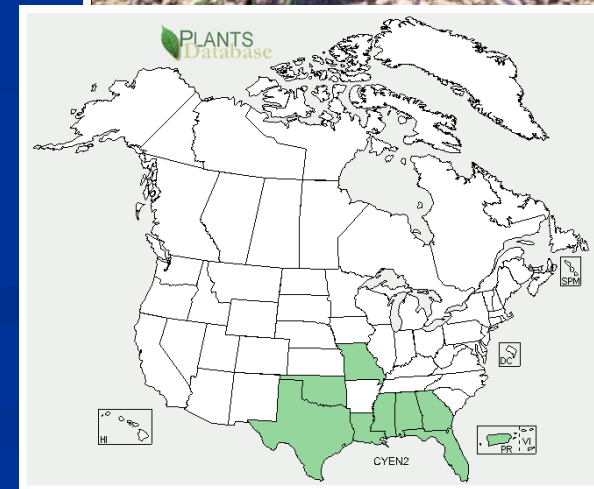 PLANTS
Database
SPM
DC
HI
PR
VI
CYEN2